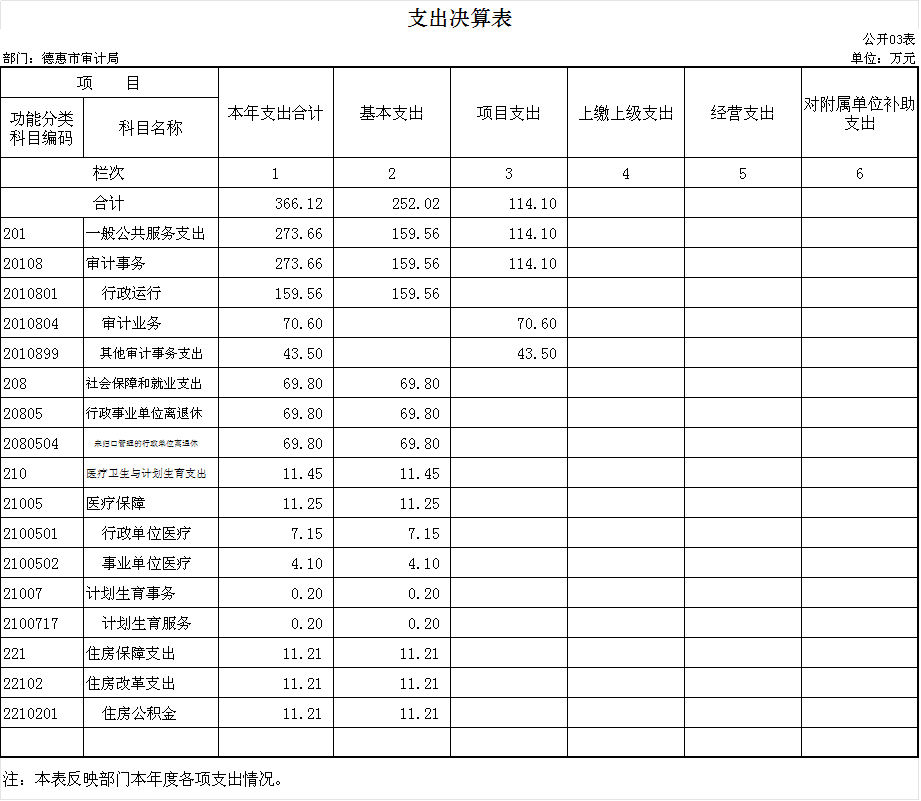 支出决算表
公开03表
部门：德惠市审计局 单位：万元
项 目 本年支出合计 基本支出 项目支出 上缴上级支出 经营支出 对附属单位补助支出
功能分类科目编码 科目名称
栏次 1 2 3 4 5 6
合计 366.12 252.02 114.10
201 一般公共服务支出 273.66 159.56 114.10
20108 审计事务 273.66 159.56 114.10
2010801 行政运行 159.56 159.56
2010804 审计业务 70.60 70.60
2010899 其他审计事务支出 43.50 43.50
208 社会保障和就业支出 69.80 69.80
20805 行政事业单位离退休 69.80 69.80
2080504 未归口管理的行政单位离退休 69.80 69.80
210 医疗卫生与计划生育支出 11.45 11.45
21005 医疗保障 11.25 11.25
2100501 行政单位医疗 7.15 7.15
2100502 事业单位医疗 4.10 4.10
21007 计划生育事务 0.20 0.20
2100717 计划生育服务 0.20 0.20
221 住房保障支出 11.21 11.21
22102 住房改革支出 11.21 11.21
2210201 住房公积金 11.21 11.21
注：本表反映部门本年度各项支出情况。